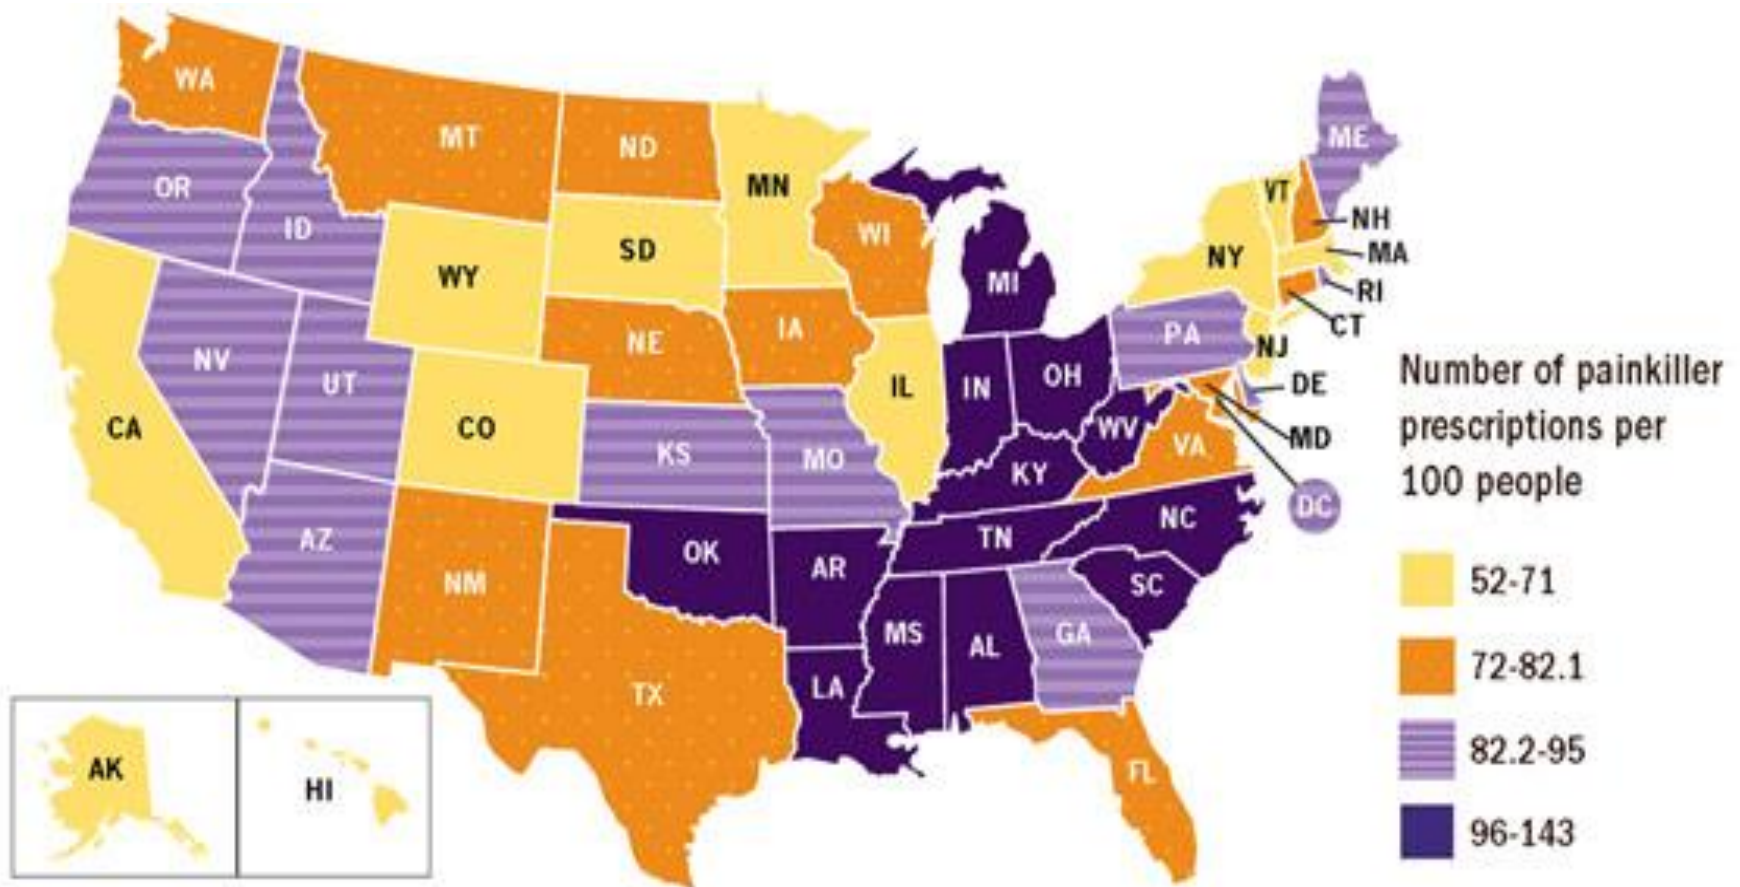 WA
MT
ND
MN
ME
OR
ID
SD
WI
VT
NH
WY
NY
MA
MI
RI
NE
IA
PA
CT
NV
UT
IL
IN
OH
NJ
DE
CA
CO
KS
MO
WV
VA
MD
KY
DC
AZ
NM
OK
AR
TN
NC
SC
TX
LA
MS
AL
GA
FL
AK
HI
Number of painkiller
prescriptions per
100 people
52-71
72-82.1
82.2-95
96-143